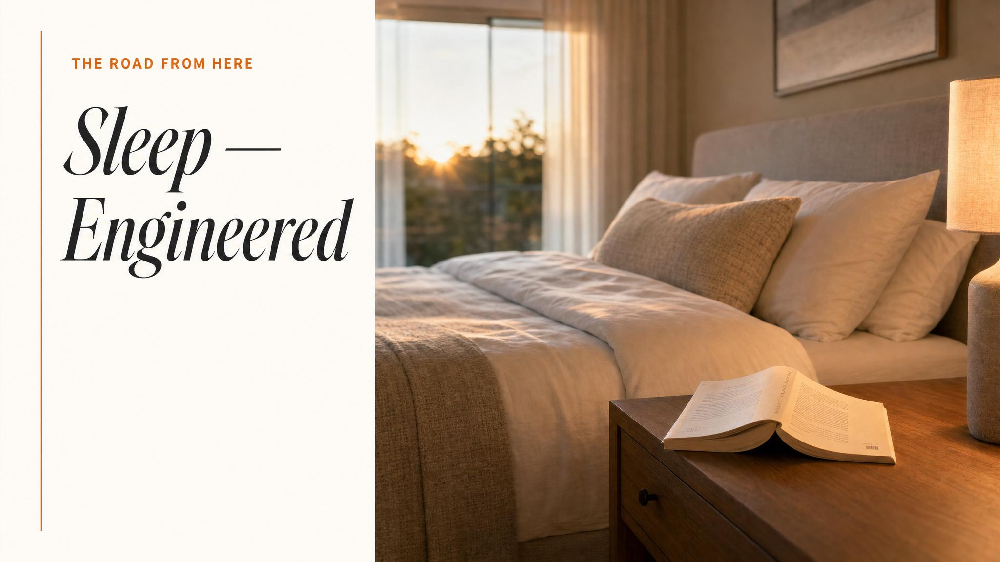 THE ROAD FROM HERE
Sleep —
Engineered